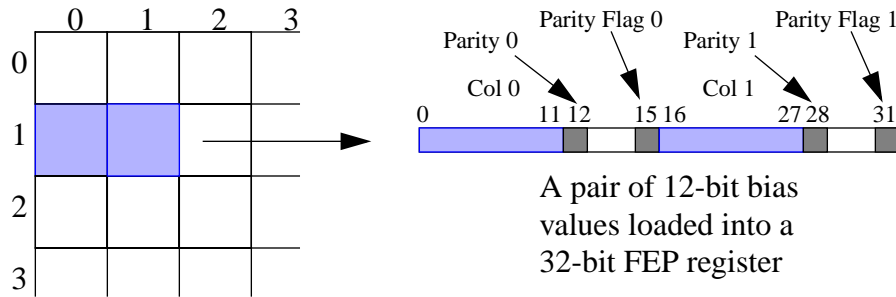 0 1 2 3
0
1
2
3
Parity 0 Parity Flag 0 Parity 1 Parity Flag 1
Col 0 Col 1
0 11 12 15 16 27 28 31
A pair of 12-bit bias
values loaded into a
32-bit FEP register